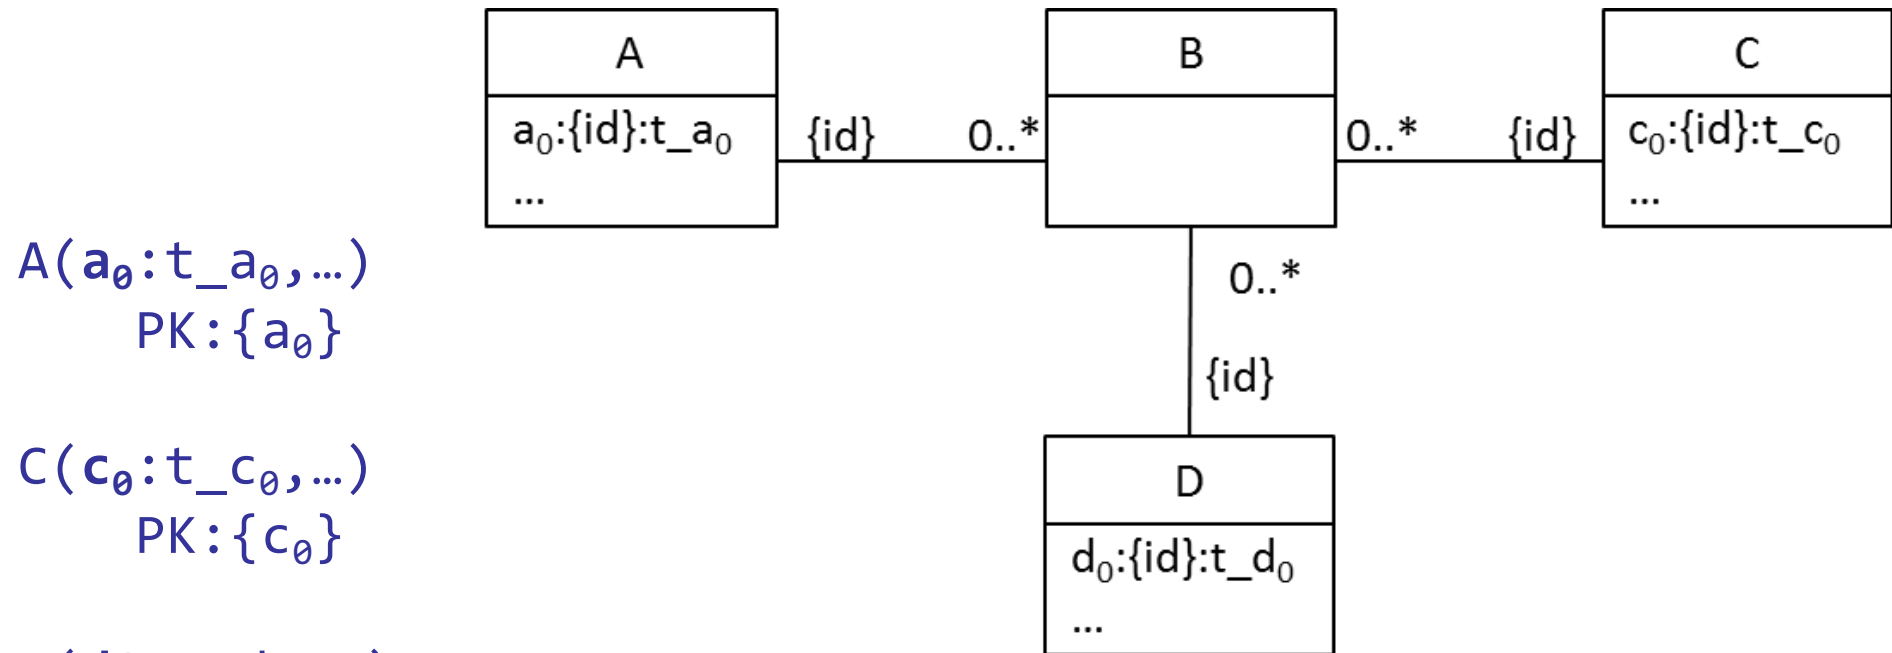 A
B
C
a₀:{id}:t_a₀
{id}
0..*
0..*
{id}
c₀:{id}:t_c₀
...
...
A(a₀:t_a₀,…)
PK:{a₀}
0..*
{id}
C(c₀:t_c₀,…)
PK:{c₀}
D
d₀:{id}:t_d₀
...